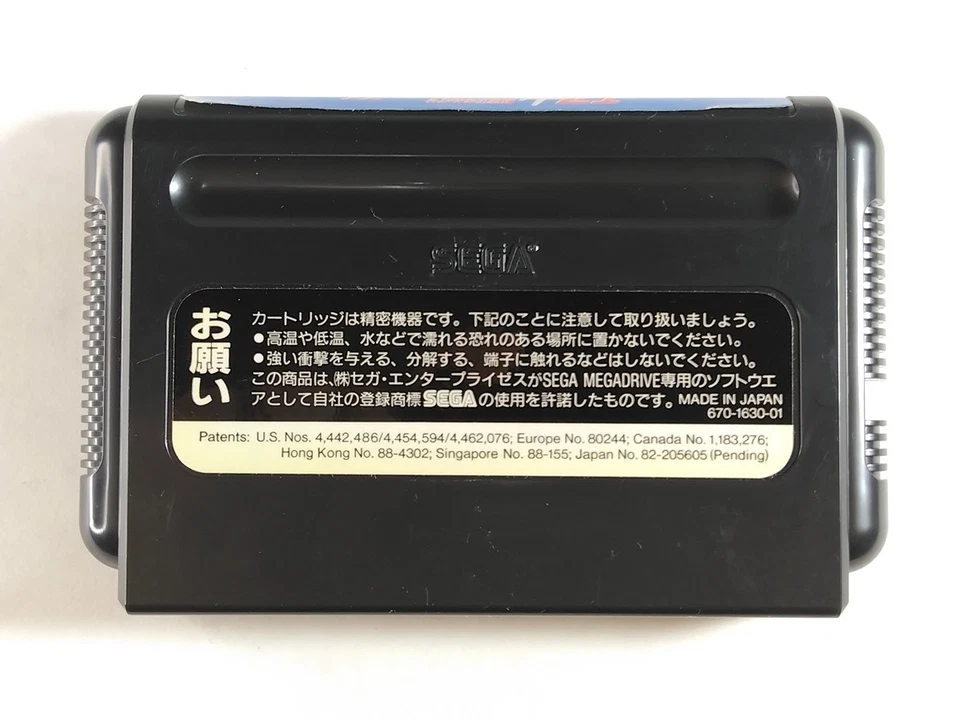 SEGA
お願い
カートリッジは精密機器です。下記のことに注意して取り扱いましょう。
●高温や低温、水などで濡れる恐れのある場所に置かないでください。
●強い衝撃を与える、分解する、端子に触れるなどはしないでください。
この商品は、㈱セガ・エンタープライゼスがSEGA MEGADRIVE専用のソフトウエ
アとして自社の登録商標SEGAの使用を許諾したものです。MADE IN JAPAN
670-1630-01
Patents: U.S. Nos. 4,442,486/4,454,594/4,462,076; Europe No. 80244; Canada No. 1,183,276;
Hong Kong No. 88-4302; Singapore No. 88-155; Japan No. 82-205605 (Pending)